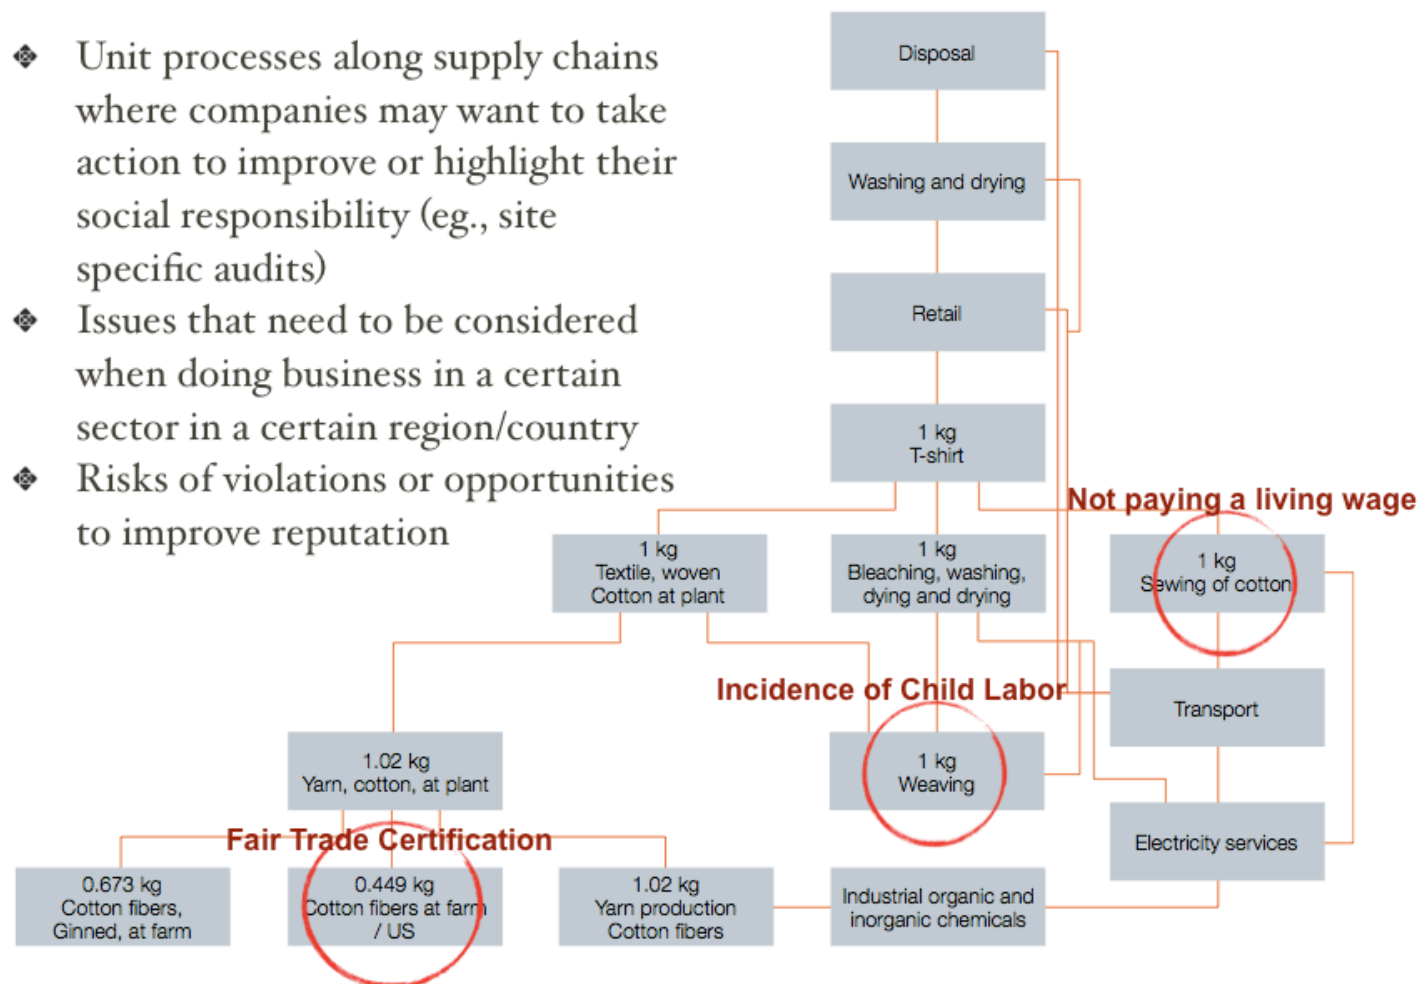 Unit processes along supply chains
where companies may want to take
action to improve or highlight their
social responsibility (eg., site
specific audits)
Issues that need to be considered
when doing business in a certain
sector in a certain region/country
Risks of violations or opportunities
to improve reputation
Disposal
Washing and drying
Retail
1 kg
T-shirt
Not paying a living wage
1 kg
Textile, woven
Cotton at plant
1 kg
Bleaching, washing,
dying and drying
1 kg
Sewing of cotton
Incidence of Child Labor
Transport
1.02 kg
Yarn, cotton, at plant
1 kg
Weaving
Electricity services
Fair Trade Certification
0.673 kg
Cotton fibers,
Ginned, at farm
0.449 kg
Cotton fibers at farm
/ US
1.02 kg
Yarn production
Cotton fibers
Industrial organic and
inorganic chemicals